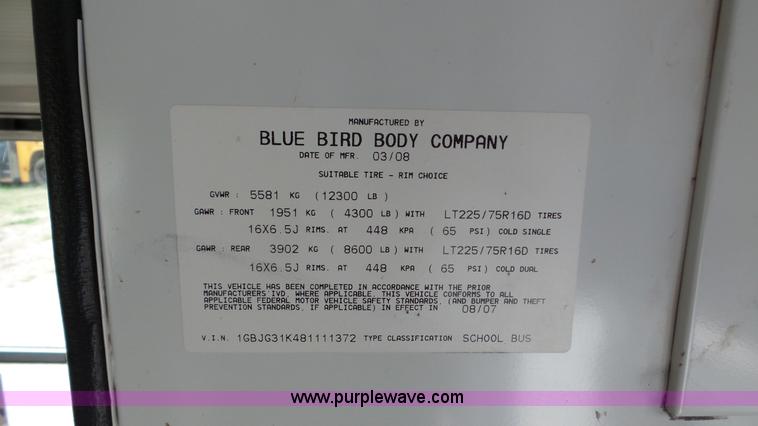 MANUFACTURED BY
BLUE BIRD BODY COMPANY
DATE OF MFR. 03/08
SUITABLE TIRE - RIM CHOICE
GVWR : 5581 KG (12300 LB )
GAWR : FRONT 1951 KG ( 4300 LB ) WITH LT225/75R16D TIRES
16X6.5J RIMS. AT 448 KPA ( 65 PSI ) COLD SINGLE
GAWR : REAR 3902 KG ( 8600 LB ) WITH LT225/75R16D TIRES
16X6.5J RIMS. AT 448 KPA ( 65 PSI ) COLD DUAL
THIS VEHICLE HAS BEEN COMPLETED IN ACCORDANCE WITH THE PRIOR
MANUFACTURERS'IVD, WHERE APPLICABLE. THIS VEHICLE CONFORMS TO ALL
APPLICABLE FEDERAL MOTOR VEHICLE SAFETY STANDARDS, (AND BUMPER AND THEFT
PREVENTION STANDARDS, IF APPLICABLE) IN EFFECT IN 08/07
V.I.N. 1GBJG31K481111372 TYPE CLASSIFICATION SCHOOL BUS
www.purplewave.com